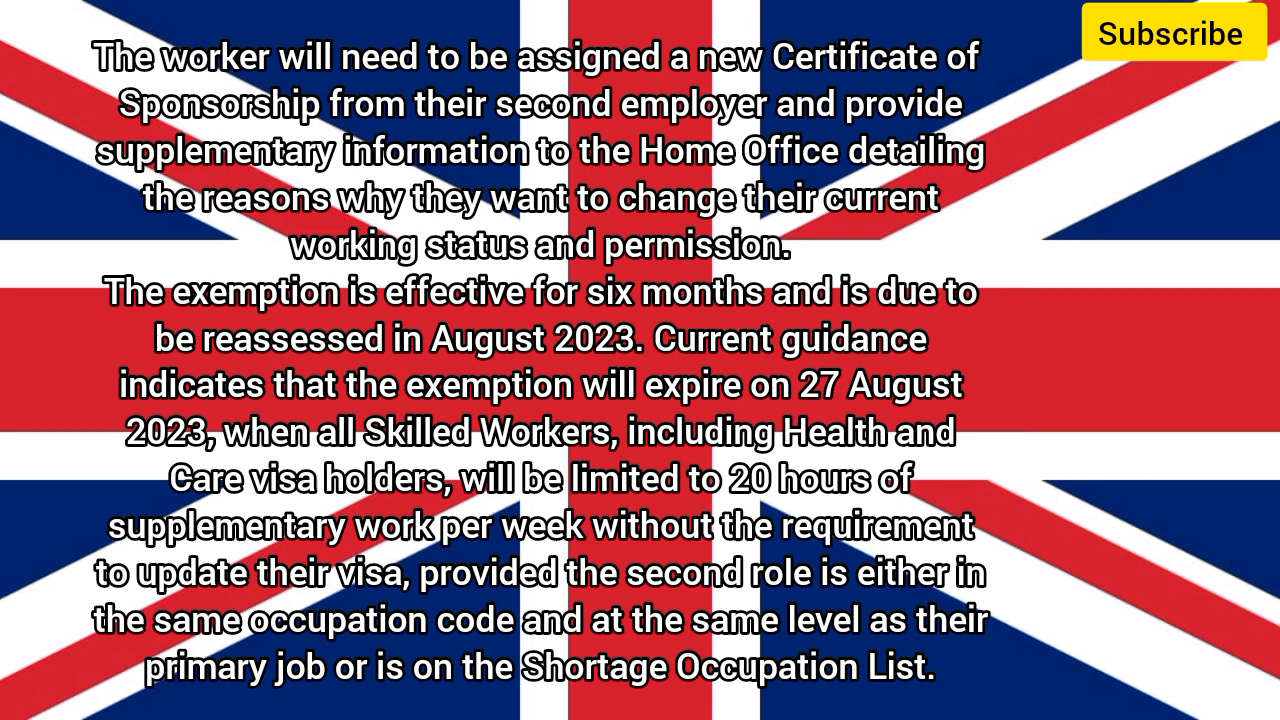 Subscribe
The worker will need to be assigned a new Certificate of
Sponsorship from their second employer and provide
supplementary information to the Home Office detailing
the reasons why they want to change their current
working status and permission.
The exemption is effective for six months and is due to
be reassessed in August 2023. Current guidance
indicates that the exemption will expire on 27 August
2023, when all Skilled Workers, including Health and
Care visa holders, will be limited to 20 hours of
supplementary work per week without the requirement
to update their visa, provided the second role is either in
the same occupation code and at the same level as their
primary job or is on the Shortage Occupation List.